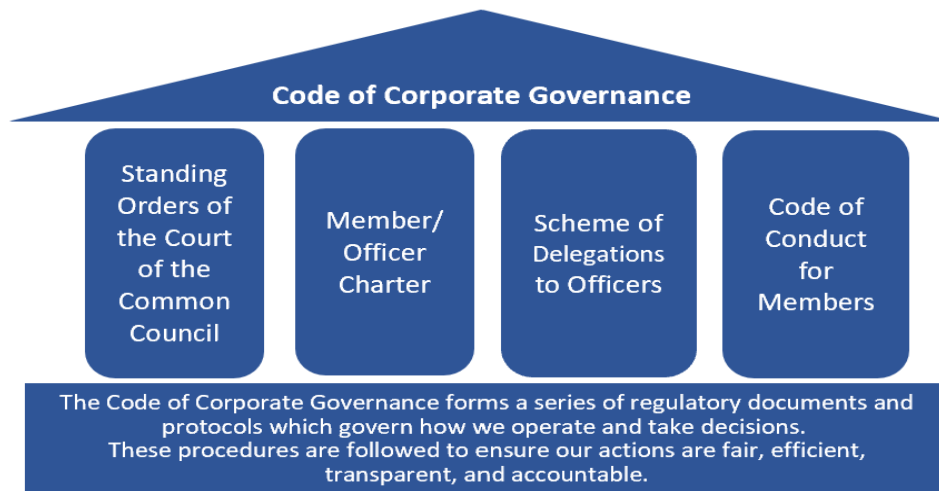 Code of Corporate Governance
Standing
Orders of
the Court
of the
Common
Council
Member/
Officer
Charter
Scheme of
Delegations
to Officers
Code of
Conduct
for
Members
The Code of Corporate Governance forms a series of regulatory documents and
protocols which govern how we operate and take decisions.
These procedures are followed to ensure our actions are fair, efficient,
transparent, and accountable.